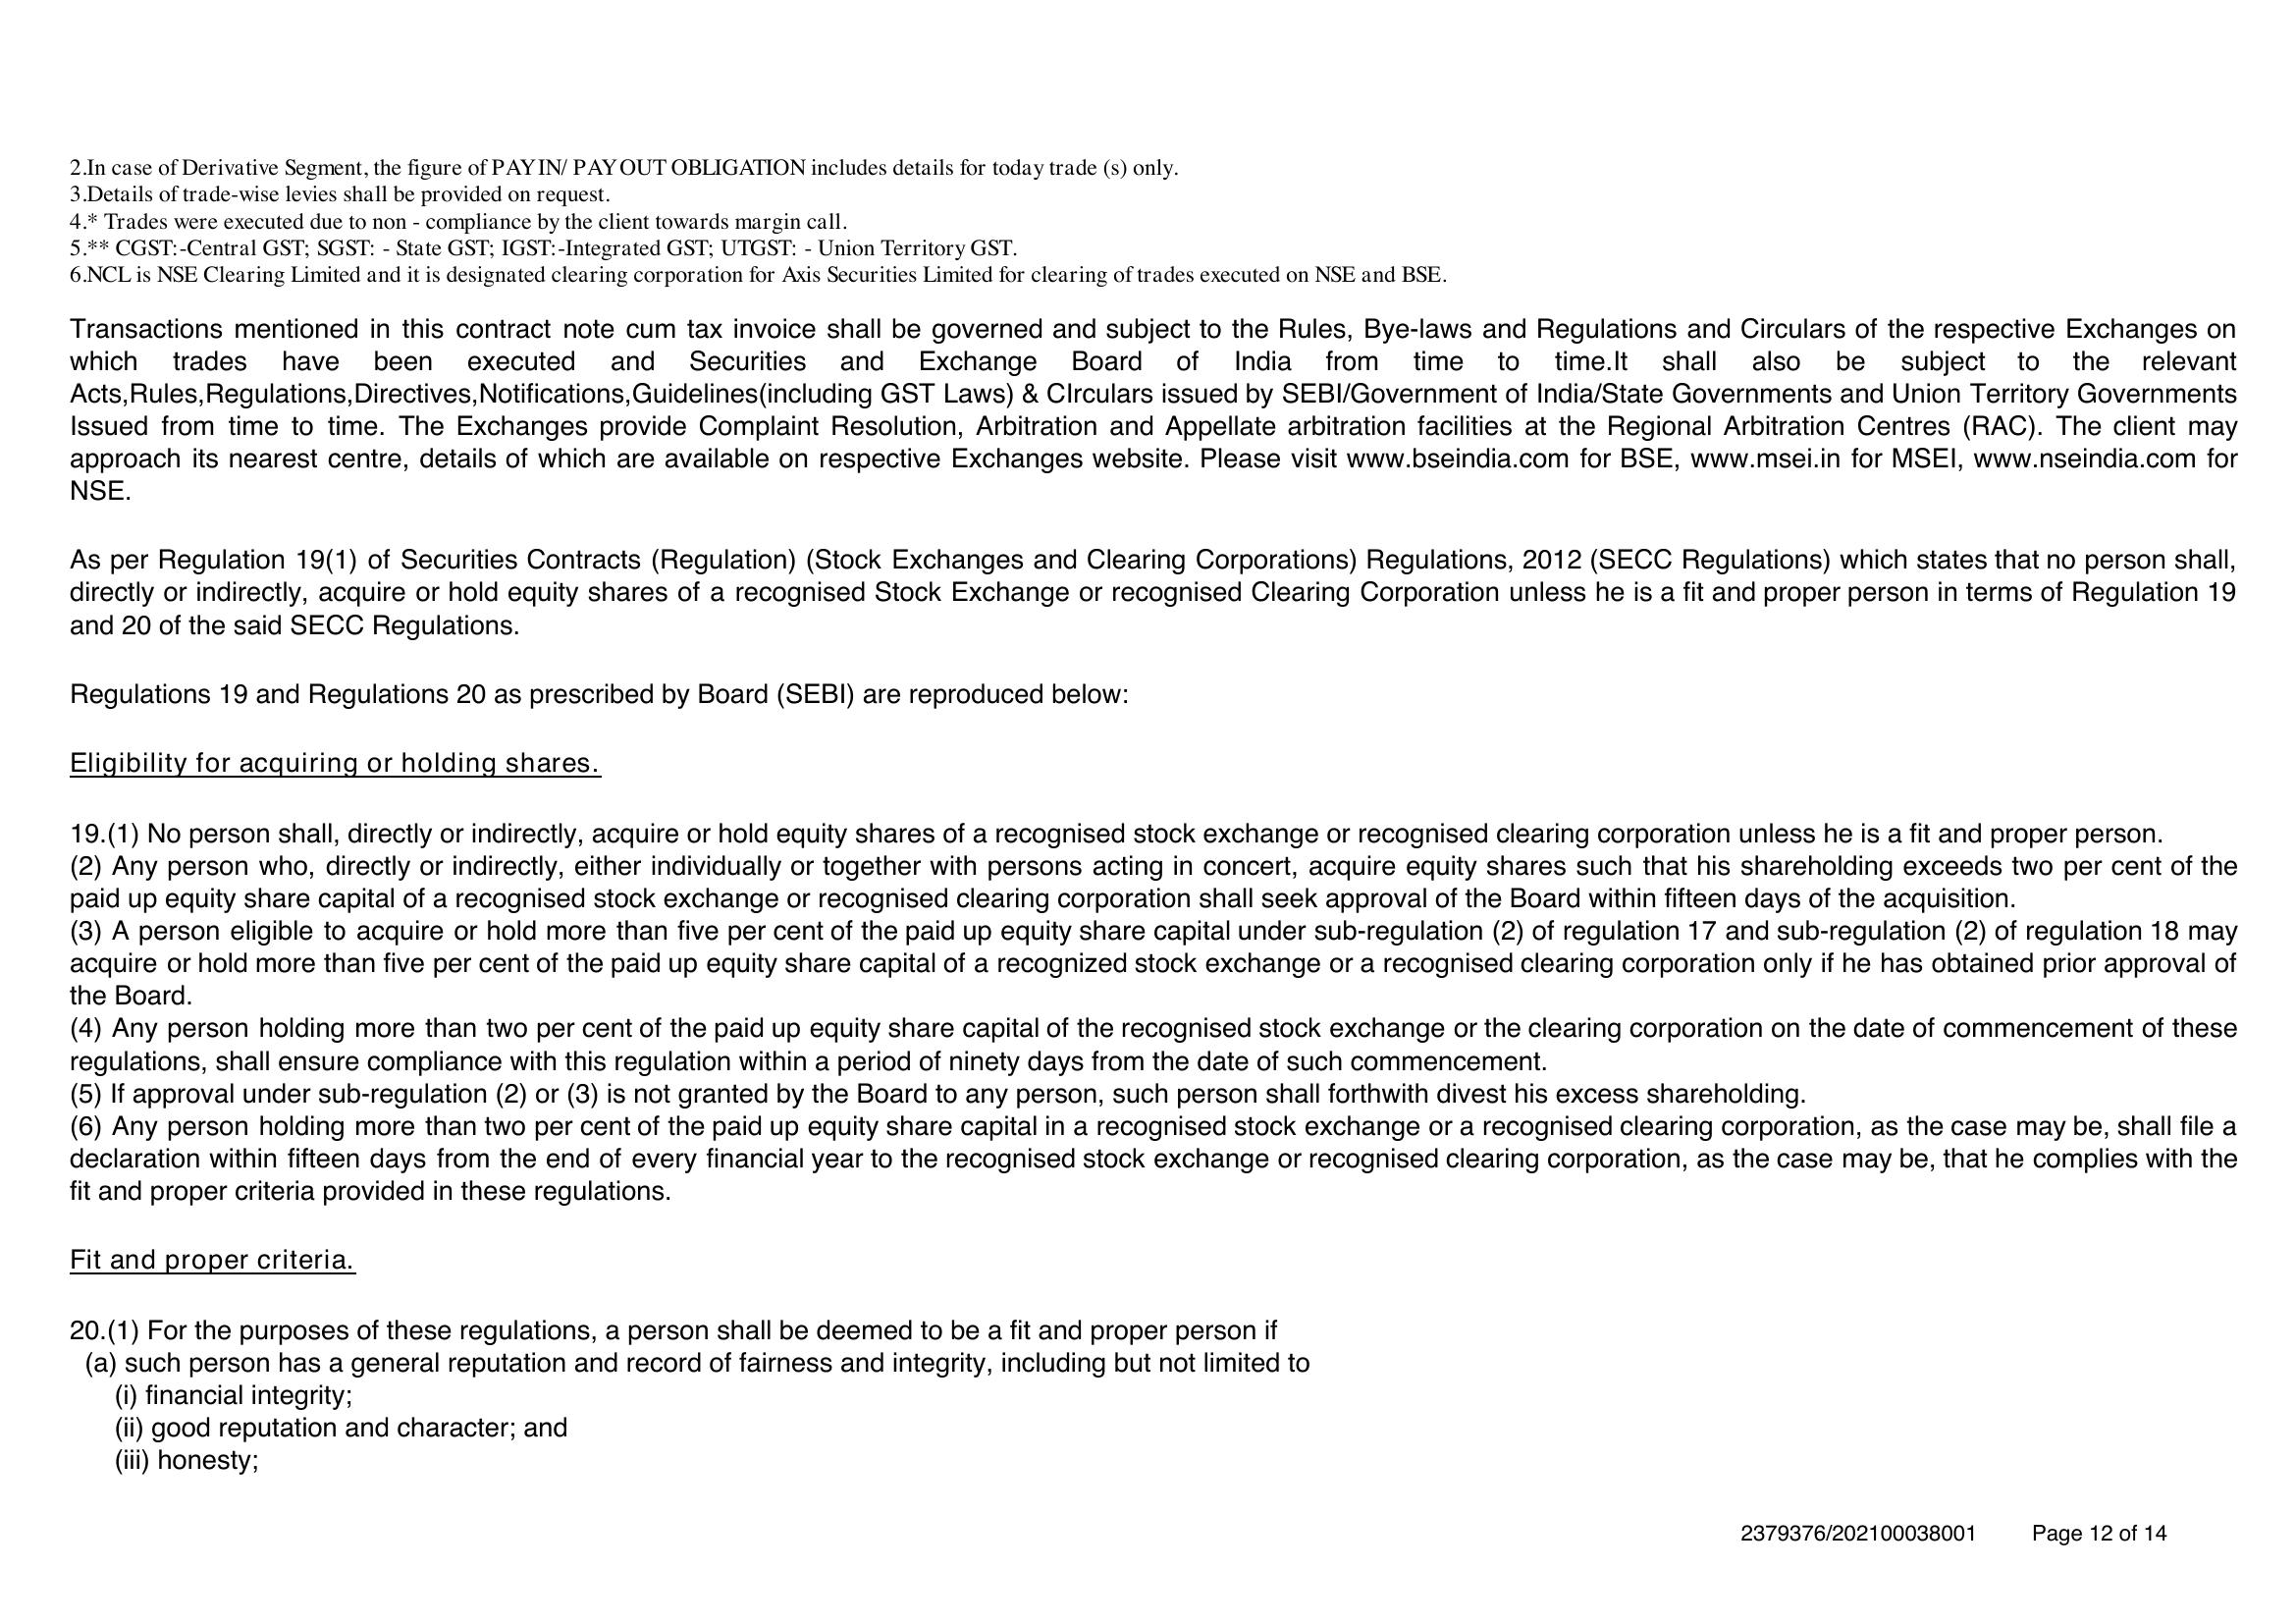 2.In case of Derivative Segment, the figure of PAYIN/ PAYOUT OBLIGATION includes details for today trade (s) only.
3.Details of trade-wise levies shall be provided on request.
4.* Trades were executed due to non - compliance by the client towards margin call.
5.** CGST:-Central GST; SGST: - State GST; IGST:-Integrated GST; UTGST: - Union Territory GST.
6.NCL is NSE Clearing Limited and it is designated clearing corporation for Axis Securities Limited for clearing of trades executed on NSE and BSE.
Transactions mentioned in this contract note cum tax invoice shall be governed and subject to the Rules, Bye-laws and Regulations and Circulars of the respective Exchanges on
which trades have been executed and Securities and Exchange Board of India from time to time.It shall also be subject to the relevant
Acts,Rules,Regulations,Directives,Notifications,Guidelines(including GST Laws) & CIrculars issued by SEBI/Government of India/State Governments and Union Territory Governments
Issued from time to time. The Exchanges provide Complaint Resolution, Arbitration and Appellate arbitration facilities at the Regional Arbitration Centres (RAC). The client may
approach its nearest centre, details of which are available on respective Exchanges website. Please visit www.bseindia.com for BSE, www.msei.in for MSEI, www.nseindia.com for
NSE.
As per Regulation 19(1) of Securities Contracts (Regulation) (Stock Exchanges and Clearing Corporations) Regulations, 2012 (SECC Regulations) which states that no person shall,
directly or indirectly, acquire or hold equity shares of a recognised Stock Exchange or recognised Clearing Corporation unless he is a fit and proper person in terms of Regulation 19
and 20 of the said SECC Regulations.
Regulations 19 and Regulations 20 as prescribed by Board (SEBI) are reproduced below:
Eligibility for acquiring or holding shares.
19.(1) No person shall, directly or indirectly, acquire or hold equity shares of a recognised stock exchange or recognised clearing corporation unless he is a fit and proper person.
(2) Any person who, directly or indirectly, either individually or together with persons acting in concert, acquire equity shares such that his shareholding exceeds two per cent of the
paid up equity share capital of a recognised stock exchange or recognised clearing corporation shall seek approval of the Board within fifteen days of the acquisition.
(3) A person eligible to acquire or hold more than five per cent of the paid up equity share capital under sub-regulation (2) of regulation 17 and sub-regulation (2) of regulation 18 may
acquire or hold more than five per cent of the paid up equity share capital of a recognized stock exchange or a recognised clearing corporation only if he has obtained prior approval of
the Board.
(4) Any person holding more than two per cent of the paid up equity share capital of the recognised stock exchange or the clearing corporation on the date of commencement of these
regulations, shall ensure compliance with this regulation within a period of ninety days from the date of such commencement.
(5) If approval under sub-regulation (2) or (3) is not granted by the Board to any person, such person shall forthwith divest his excess shareholding.
(6) Any person holding more than two per cent of the paid up equity share capital in a recognised stock exchange or a recognised clearing corporation, as the case may be, shall file a
declaration within fifteen days from the end of every financial year to the recognised stock exchange or recognised clearing corporation, as the case may be, that he complies with the
fit and proper criteria provided in these regulations.
Fit and proper criteria.
20.(1) For the purposes of these regulations, a person shall be deemed to be a fit and proper person if
(a) such person has a general reputation and record of fairness and integrity, including but not limited to
(i) financial integrity;
(ii) good reputation and character; and
(iii) honesty;
2379376/202100038001 Page 12 of 14